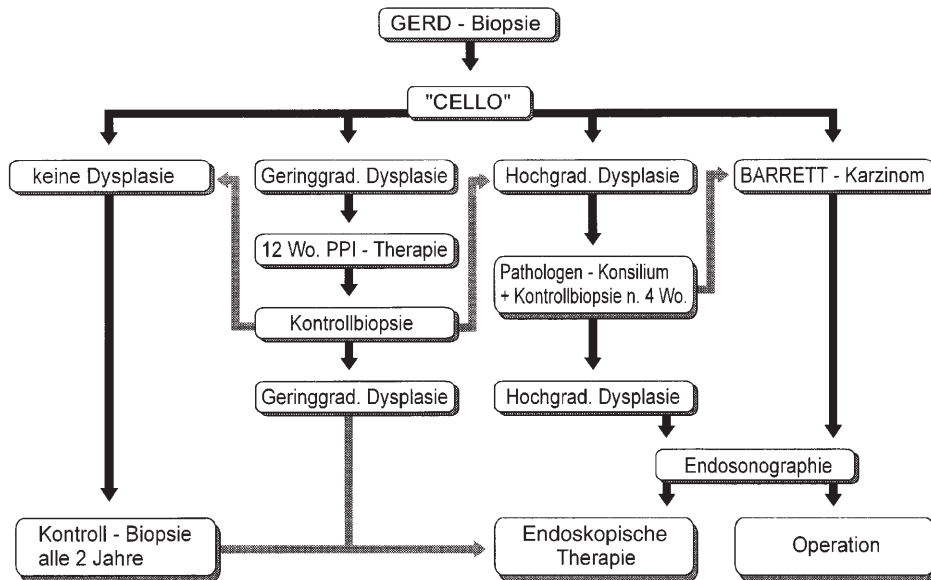 GERD - Biopsie
"CELLO"
keine Dysplasie
Geringgrad. Dysplasie
Hochgrad. Dysplasie
BARRETT - Karzinom
12 Wo. PPI - Therapie
Pathologen - Konsilium
+ Kontrollbiopsie n. 4 Wo.
Kontrollbiopsie
Geringgrad. Dysplasie
Hochgrad. Dysplasie
Endosonographie
Kontroll - Biopsie
alle 2 Jahre
Endoskopische
Therapie
Operation